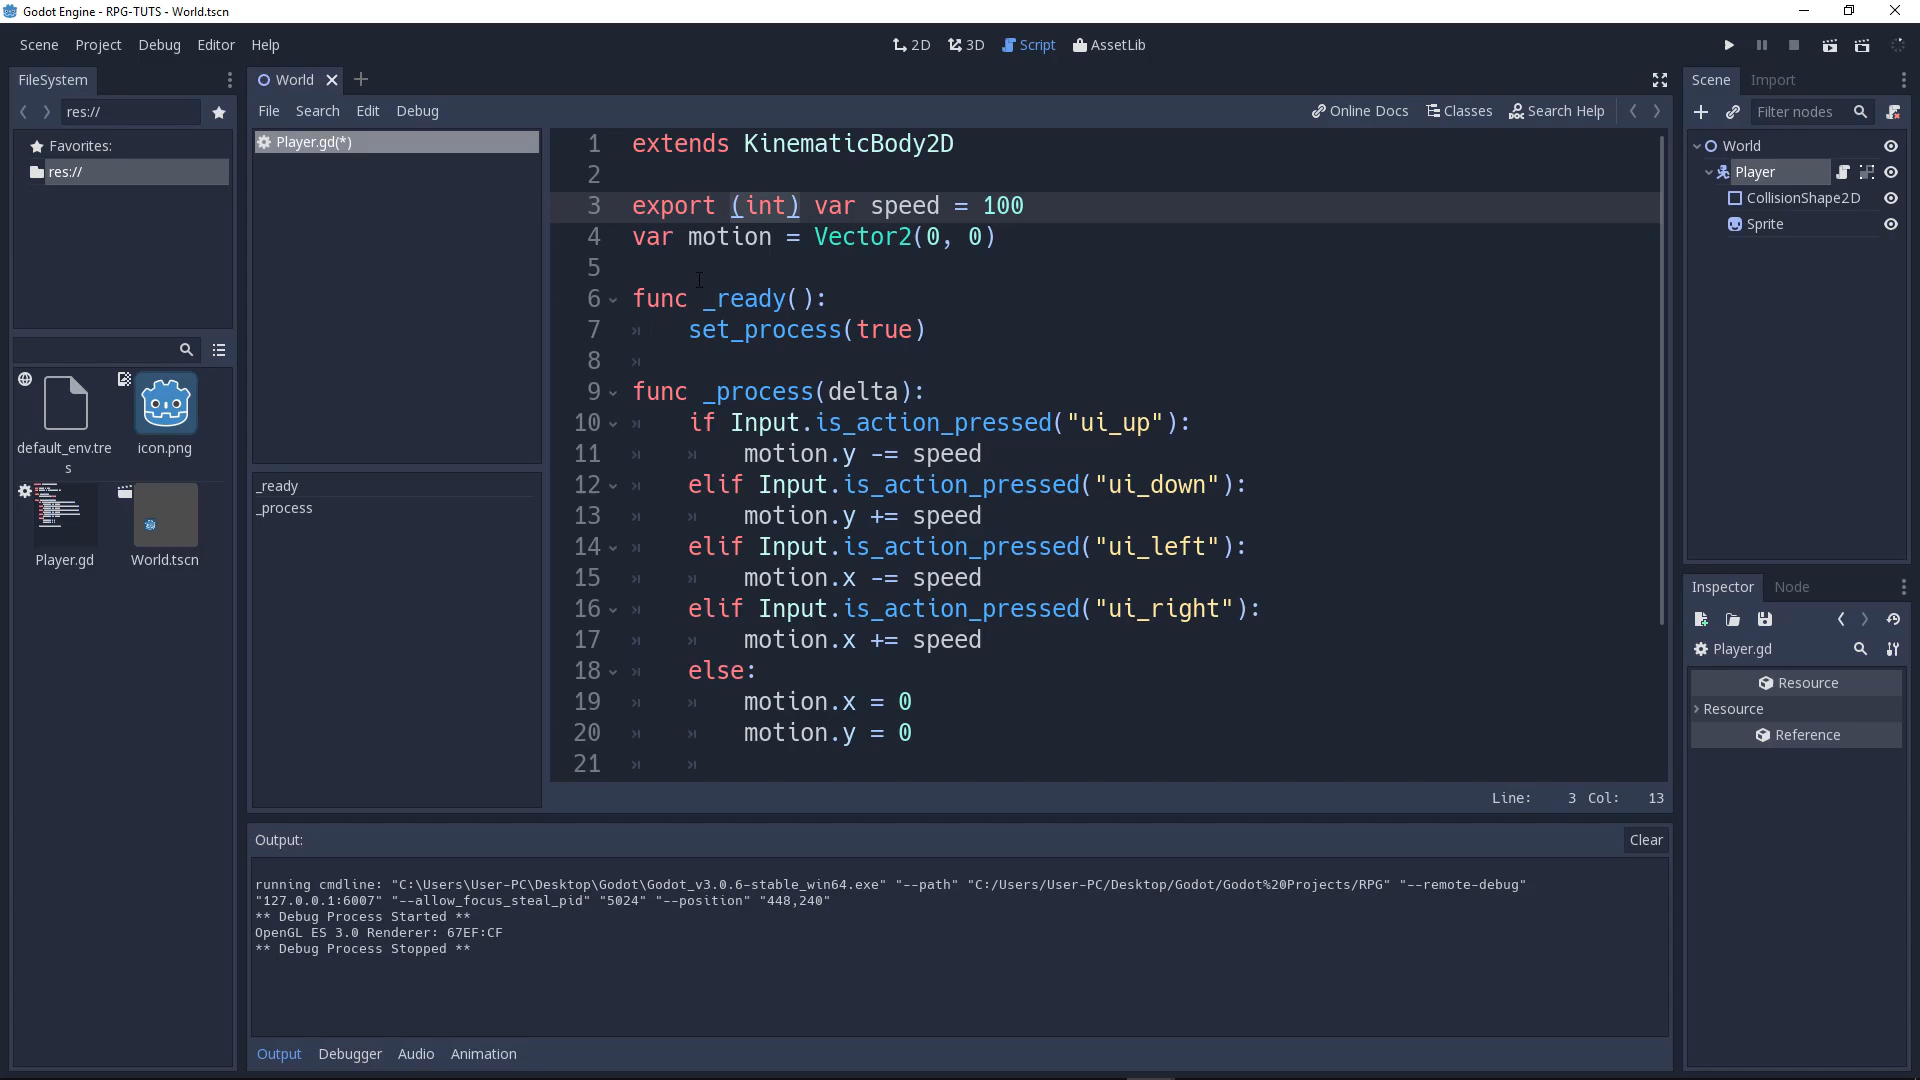 Godot Engine - RPG-TUTS - World.tscn
Scene Project Debug Editor Help
2D 3D Script AssetLib
FileSystem
res://
Favorites:
res://
default_env.tre
s
icon.png
Player.gd
World.tscn
World
File Search Edit Debug
Online Docs Classes Search Help
Player.gd(*)
_ready
_process
1 extends KinematicBody2D
2
3 export (int) var speed = 100
4 var motion = Vector2(0, 0)
5
6 func _ready():
7 set_process(true)
8
9 func _process(delta):
10 if Input.is_action_pressed("ui_up"):
11 motion.y -= speed
12 elif Input.is_action_pressed("ui_down"):
13 motion.y += speed
14 elif Input.is_action_pressed("ui_left"):
15 motion.x -= speed
16 elif Input.is_action_pressed("ui_right"):
17 motion.x += speed
18 else:
19 motion.x = 0
20 motion.y = 0
21
Line: 3 Col: 13
Output:
Clear
running cmdline: "C:\Users\User-PC\Desktop\Godot\Godot_v3.0.6-stable_win64.exe" "--path" "C:/Users/User-PC/Desktop/Godot/Godot%20Projects/RPG" "--remote-debug"
"127.0.0.1:6007" "--allow_focus_steal_pid" "5024" "--position" "448,240"
** Debug Process Started **
OpenGL ES 3.0 Renderer: 67EF:CF
** Debug Process Stopped **
Output Debugger Audio Animation
Scene Import
Filter nodes
World
Player
CollisionShape2D
Sprite
Inspector Node
Player.gd
Resource
Resource
Reference